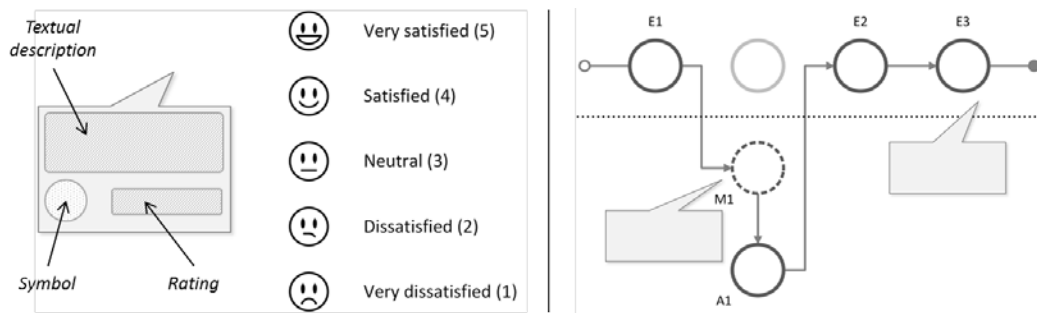 Textual
description
Symbol
Rating
Very satisfied (5)
Satisfied (4)
Neutral (3)
Dissatisfied (2)
Very dissatisfied (1)
E1
E2
E3
M1
A1